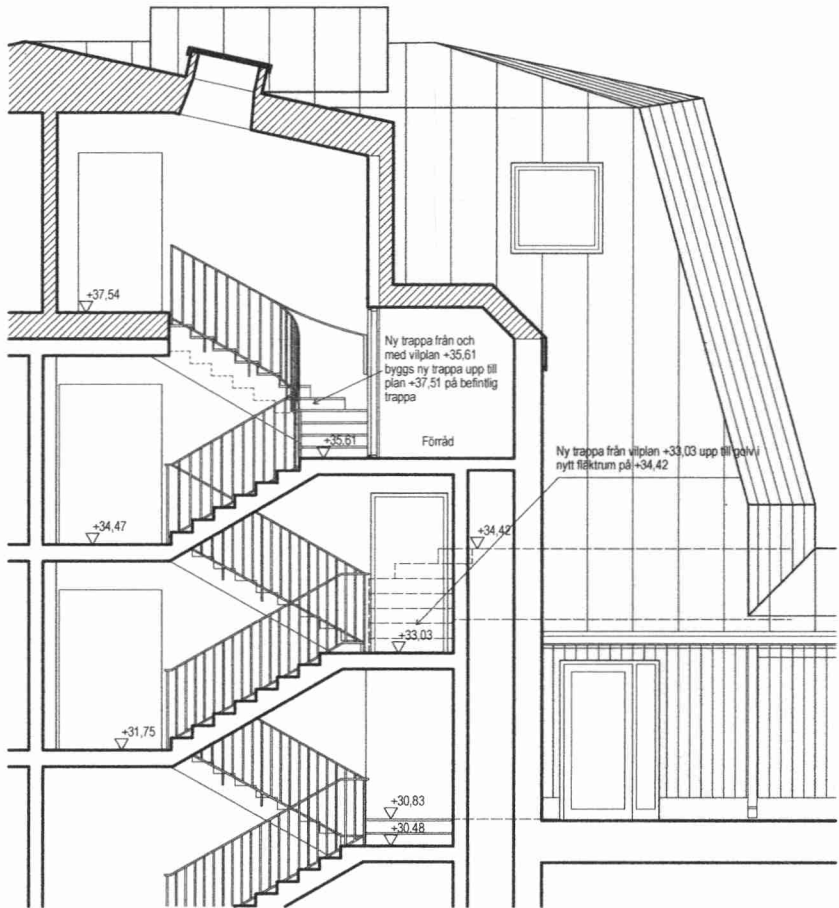 +37,54
Ny trappa från och
med vilplan +35,61
byggs ny trappa upp till
plan +37,51 på befintlig
trappa
+35,61
Förråd
Ny trappa från vilplan +33,03 upp till golv i
nytt fläktrum på +34,42
+34,47
+34,42
+33,03
+31,75
+30,83
+30.48